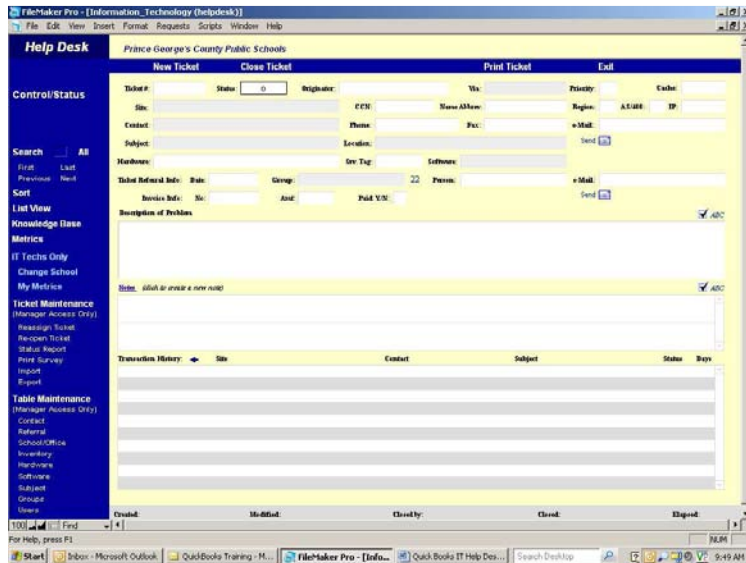 FileMaker Pro - [Information_Technology (helpdesk)]
File Edit View Insert Format Requests Scripts Window Help
Help Desk
Prince George's County Public Schools
New Ticket Close Ticket Print Ticket Exit
Control/Status
Ticket #: Status: 0 Originator: Via: Priority: Cache:
Site: CCN: Name Abbrev: Region: AS/400: IP:
Contact: Phone: Fax: e-Mail:
Subject: Location: Send
Hardware: Srv. Tag: Software:
Ticket Referral Info: Date: Group: 22 Person: e-Mail:
Invoice Info: No: Amt: Paid Y/N: Send
Description of Problem ABC
Notes (click to create a new note) ABC
Transaction History: Site Contact Subject Status Days
Created: Modified: Closed by: Closed: Elapsed:
Search All
First Last
Previous Next
Sort
List View
Knowledge Base
Metrics
IT Techs Only
Change School
My Metrics
Ticket Maintenance
(Manager Access Only)
Reassign Ticket
Re-open Ticket
Status Report
Print Survey
Import
Export
Table Maintenance
(Manager Access Only)
Contact
Referral
School/Office
Inventory
Hardware
Software
Subject
Groups
Users
100 Find
For Help, press F1 NUM
Start Inbox - Microsoft Outlook QuickBooks Training - M... FileMaker Pro - [Info... Quick Books IT Help Des... Search Desktop 9:49 AM